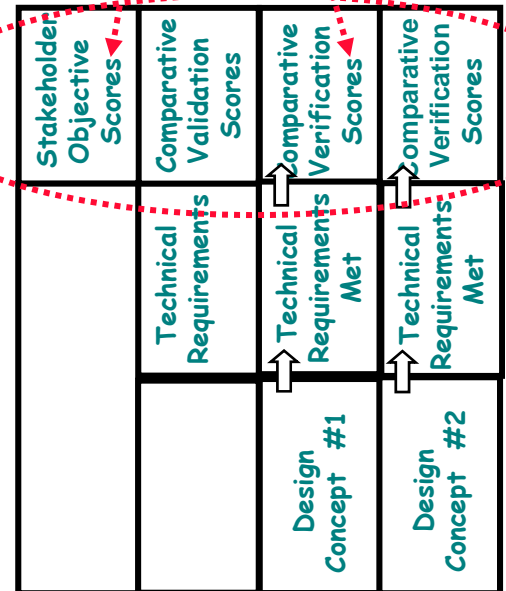 Stakeholder
Objective
Scores
Comparative
Validation
Scores
Comparative
Verification
Scores
Comparative
Verification
Scores
Technical
Requirements
Technical
Requirements
Met
Technical
Requirements
Met
Design
Concept #1
Design
Concept #2